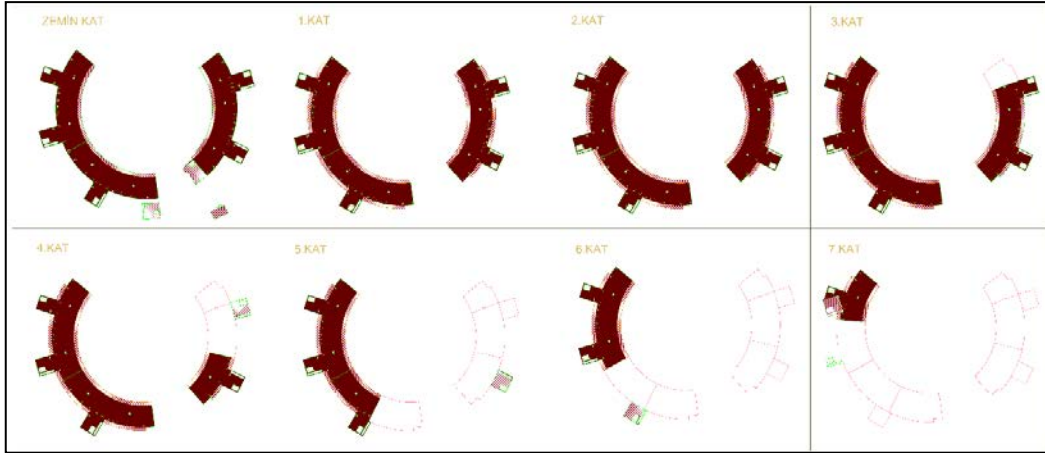 ZEMİN KAT
1.KAT
2.KAT
3.KAT
4.KAT
5.KAT
6.KAT
7.KAT